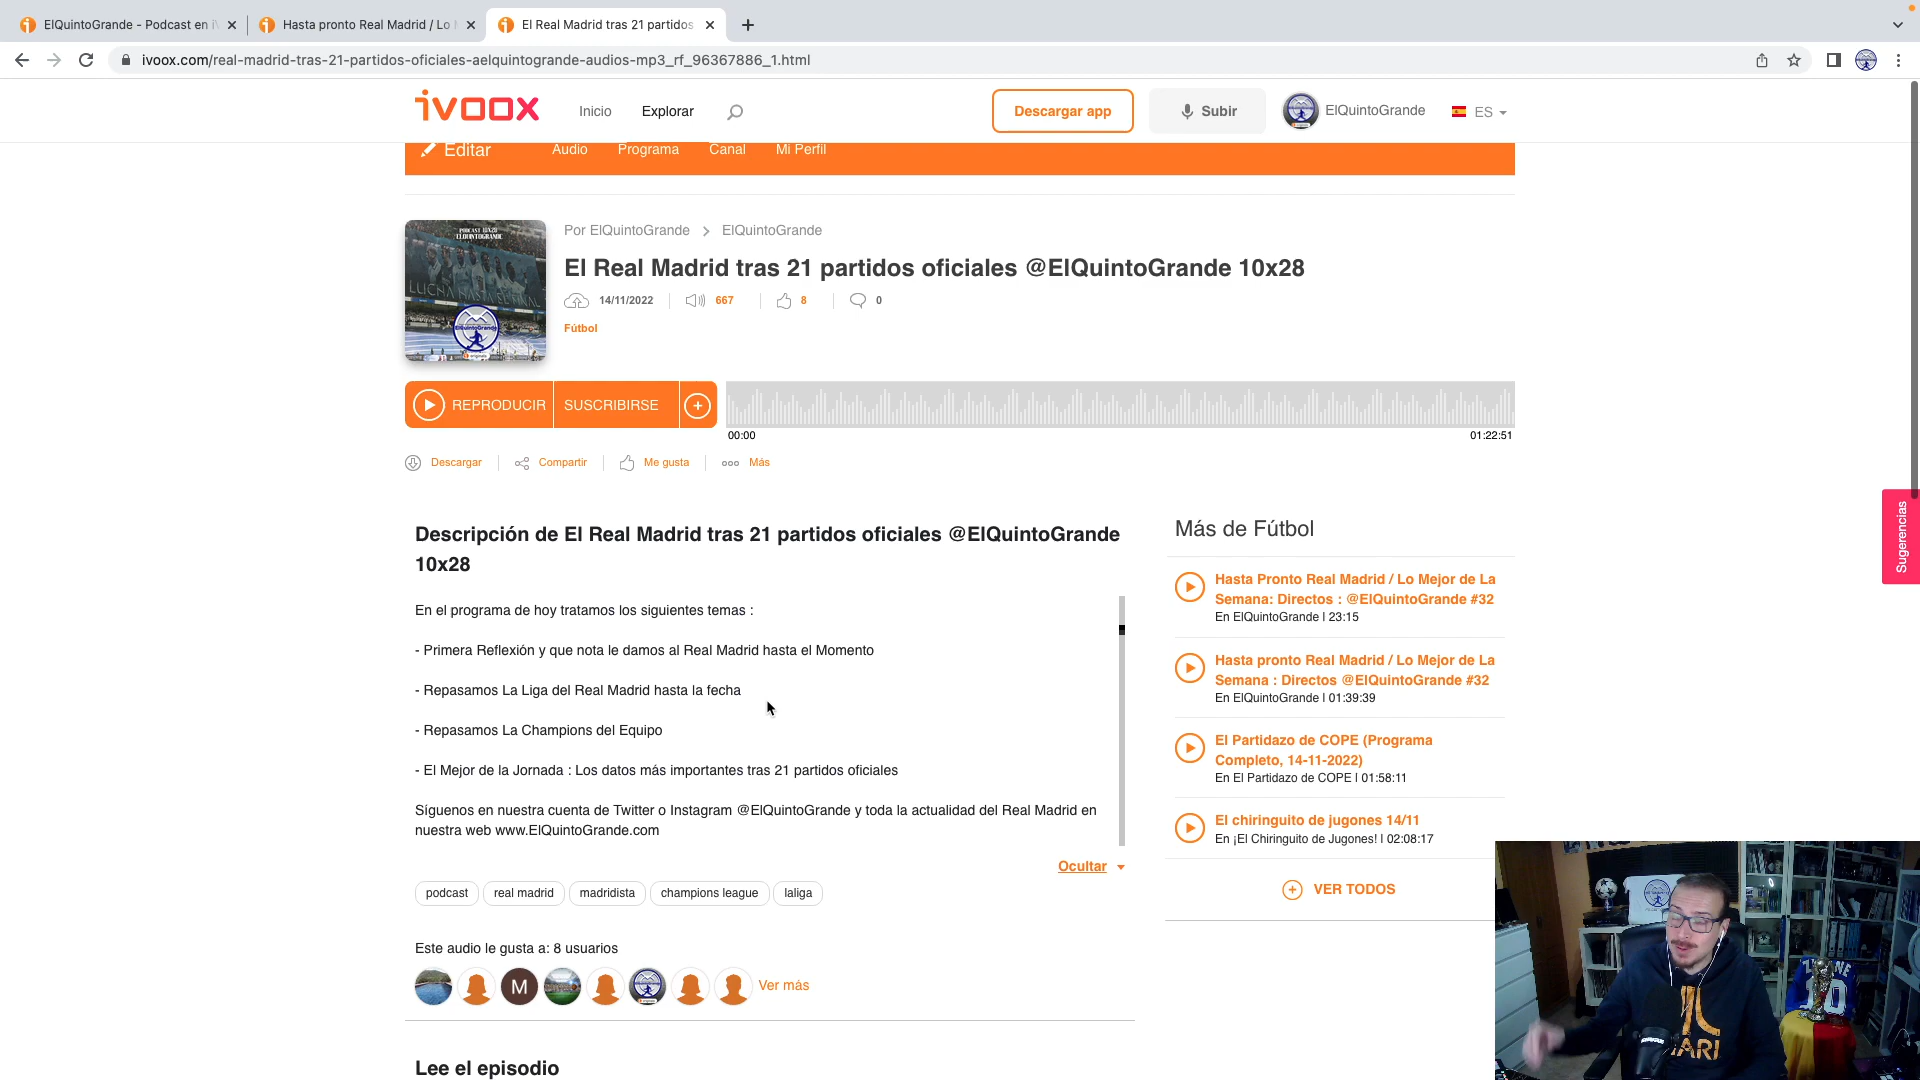 ElQuintoGrande - Podcast en i
Hasta pronto Real Madrid / Lo
El Real Madrid tras 21 partidos
ivoox.com/real-madrid-tras-21-partidos-oficiales-aelquintogrande-audios-mp3_rf_96367886_1.html
ivoox
Inicio
Explorar
Descargar app
Subir
ElQuintoGrande
ES
Editar
Audio
Programa
Canal
Mi Perfil
PODCAST 10X28
ELQUINTOGRANDE
LUCHA HASTA EL FINAL
ElQuintoGrande
Por ElQuintoGrande > ElQuintoGrande
El Real Madrid tras 21 partidos oficiales @ElQuintoGrande 10x28
14/11/2022
667
8
0
Fútbol
REPRODUCIR
SUSCRIBIRSE
00:00
01:22:51
Descargar
Compartir
Me gusta
Más
Descripción de El Real Madrid tras 21 partidos oficiales @ElQuintoGrande
10x28
En el programa de hoy tratamos los siguientes temas :
- Primera Reflexión y que nota le damos al Real Madrid hasta el Momento
- Repasamos La Liga del Real Madrid hasta la fecha
- Repasamos La Champions del Equipo
- El Mejor de la Jornada : Los datos más importantes tras 21 partidos oficiales
Síguenos en nuestra cuenta de Twitter o Instagram @ElQuintoGrande y toda la actualidad del Real Madrid en
nuestra web www.ElQuintoGrande.com
Ocultar
podcast
real madrid
madridista
champions league
laliga
Este audio le gusta a: 8 usuarios
M
Ver más
Lee el episodio
Más de Fútbol
Hasta Pronto Real Madrid / Lo Mejor de La
Semana: Directos : @ElQuintoGrande #32
En ElQuintoGrande | 23:15
Hasta pronto Real Madrid / Lo Mejor de La
Semana : Directos @ElQuintoGrande #32
En ElQuintoGrande | 01:39:39
El Partidazo de COPE (Programa
Completo, 14-11-2022)
En El Partidazo de COPE | 01:58:11
El chiringuito de jugones 14/11
En ¡El Chiringuito de Jugones! | 02:08:17
VER TODOS
Sugerencias